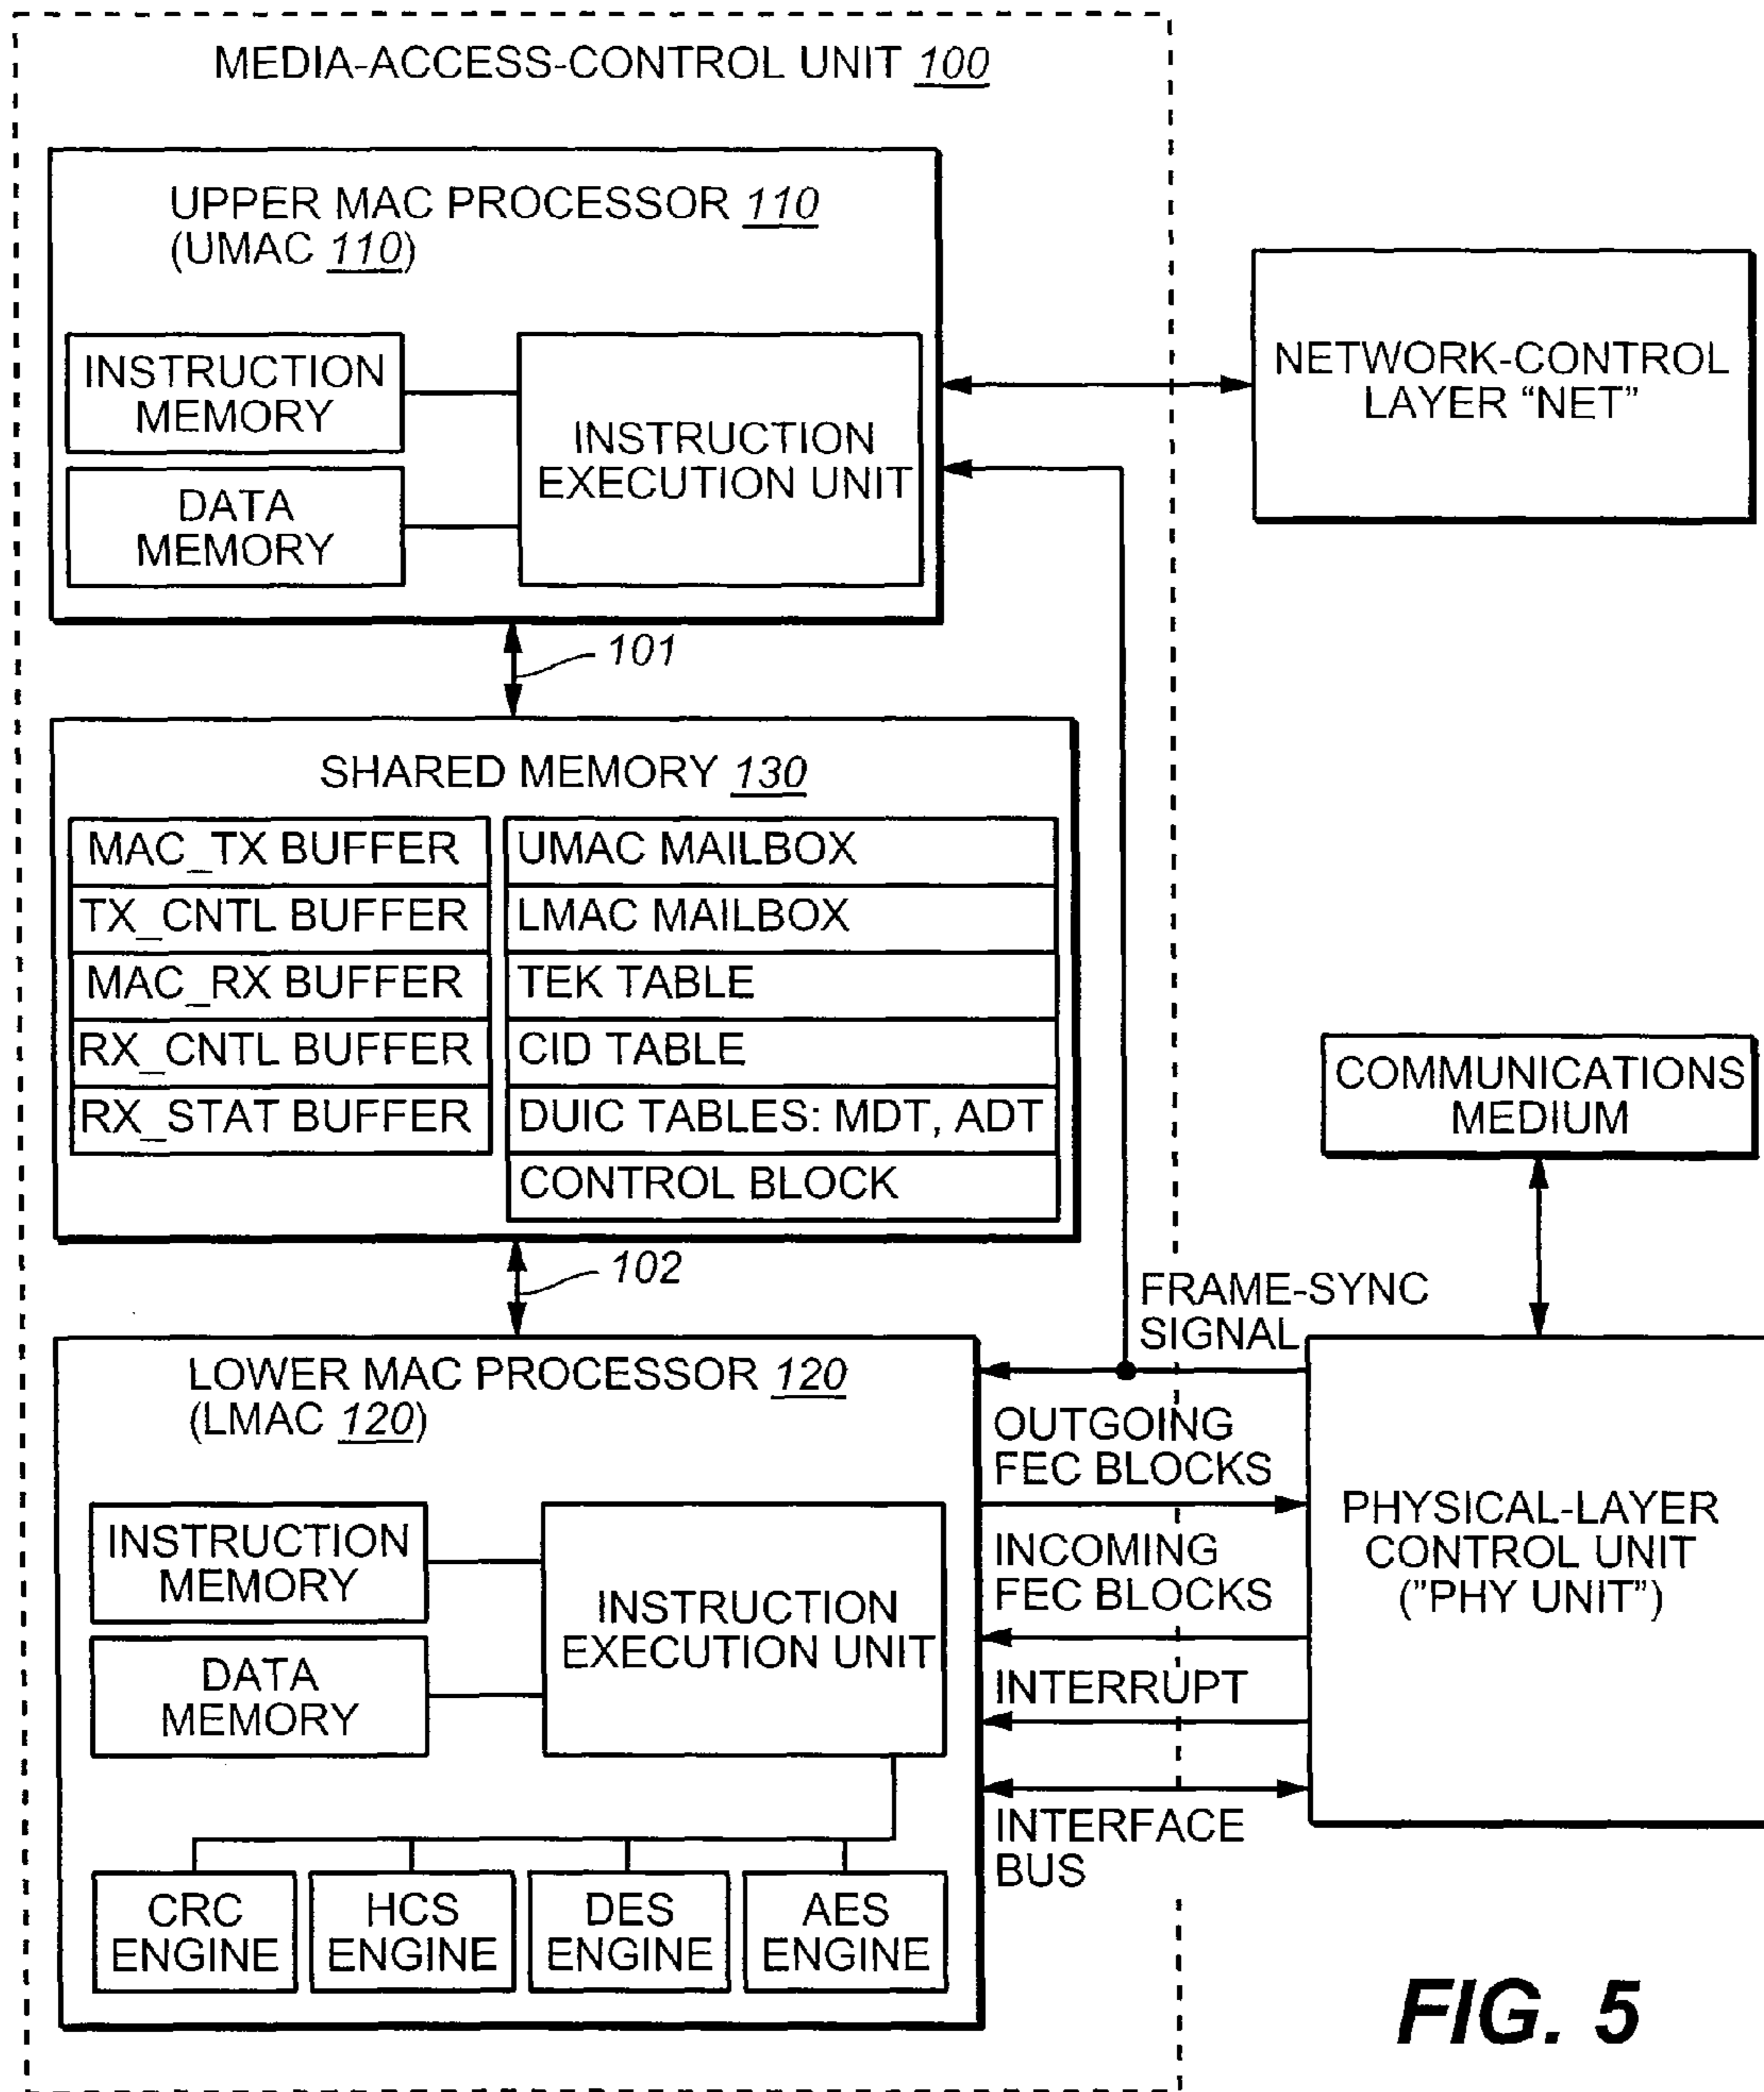 MEDIA-ACCESS-CONTROL UNIT 100
UPPER MAC PROCESSOR 110
(UMAC 110)
INSTRUCTION
MEMORY
DATA
MEMORY
INSTRUCTION
EXECUTION UNIT
NETWORK-CONTROL
LAYER “NET”
101
SHARED MEMORY 130
MAC_TX BUFFER
TX_CNTL BUFFER
MAC_RX BUFFER
RX_CNTL BUFFER
RX_STAT BUFFER
UMAC MAILBOX
LMAC MAILBOX
TEK TABLE
CID TABLE
DUIC TABLES: MDT, ADT
CONTROL BLOCK
COMMUNICATIONS
MEDIUM
102
FRAME-SYNC
SIGNAL
LOWER MAC PROCESSOR 120
(LMAC 120)
INSTRUCTION
MEMORY
DATA
MEMORY
INSTRUCTION
EXECUTION UNIT
OUTGOING
FEC BLOCKS
INCOMING
FEC BLOCKS
INTERRUPT
INTERFACE
BUS
PHYSICAL-LAYER
CONTROL UNIT
(”PHY UNIT”)
CRC
ENGINE
HCS
ENGINE
DES
ENGINE
AES
ENGINE
FIG. 5